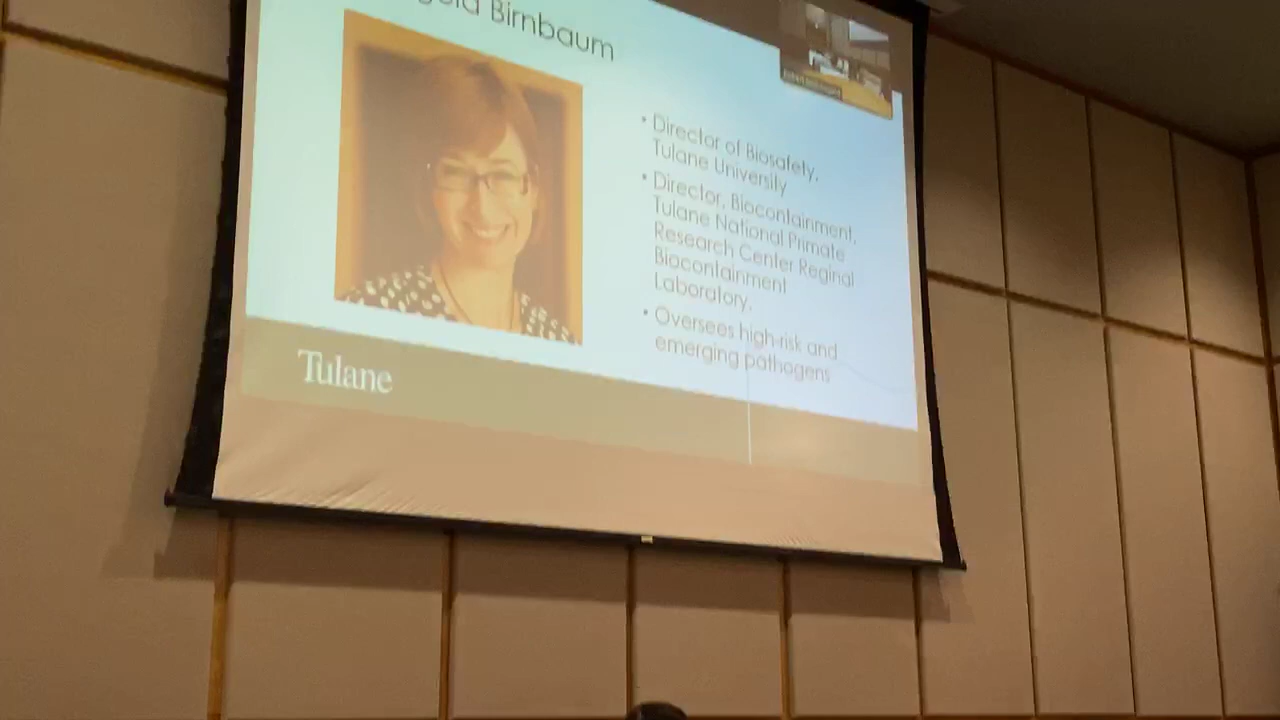 Birnbaum
• Director of Biosafety,
Tulane University
• Director, Biocontainment,
Tulane National Primate
Research Center Reginal
Biocontainment
Laboratory,
• Oversees high-risk and
emerging pathogens
Tulane